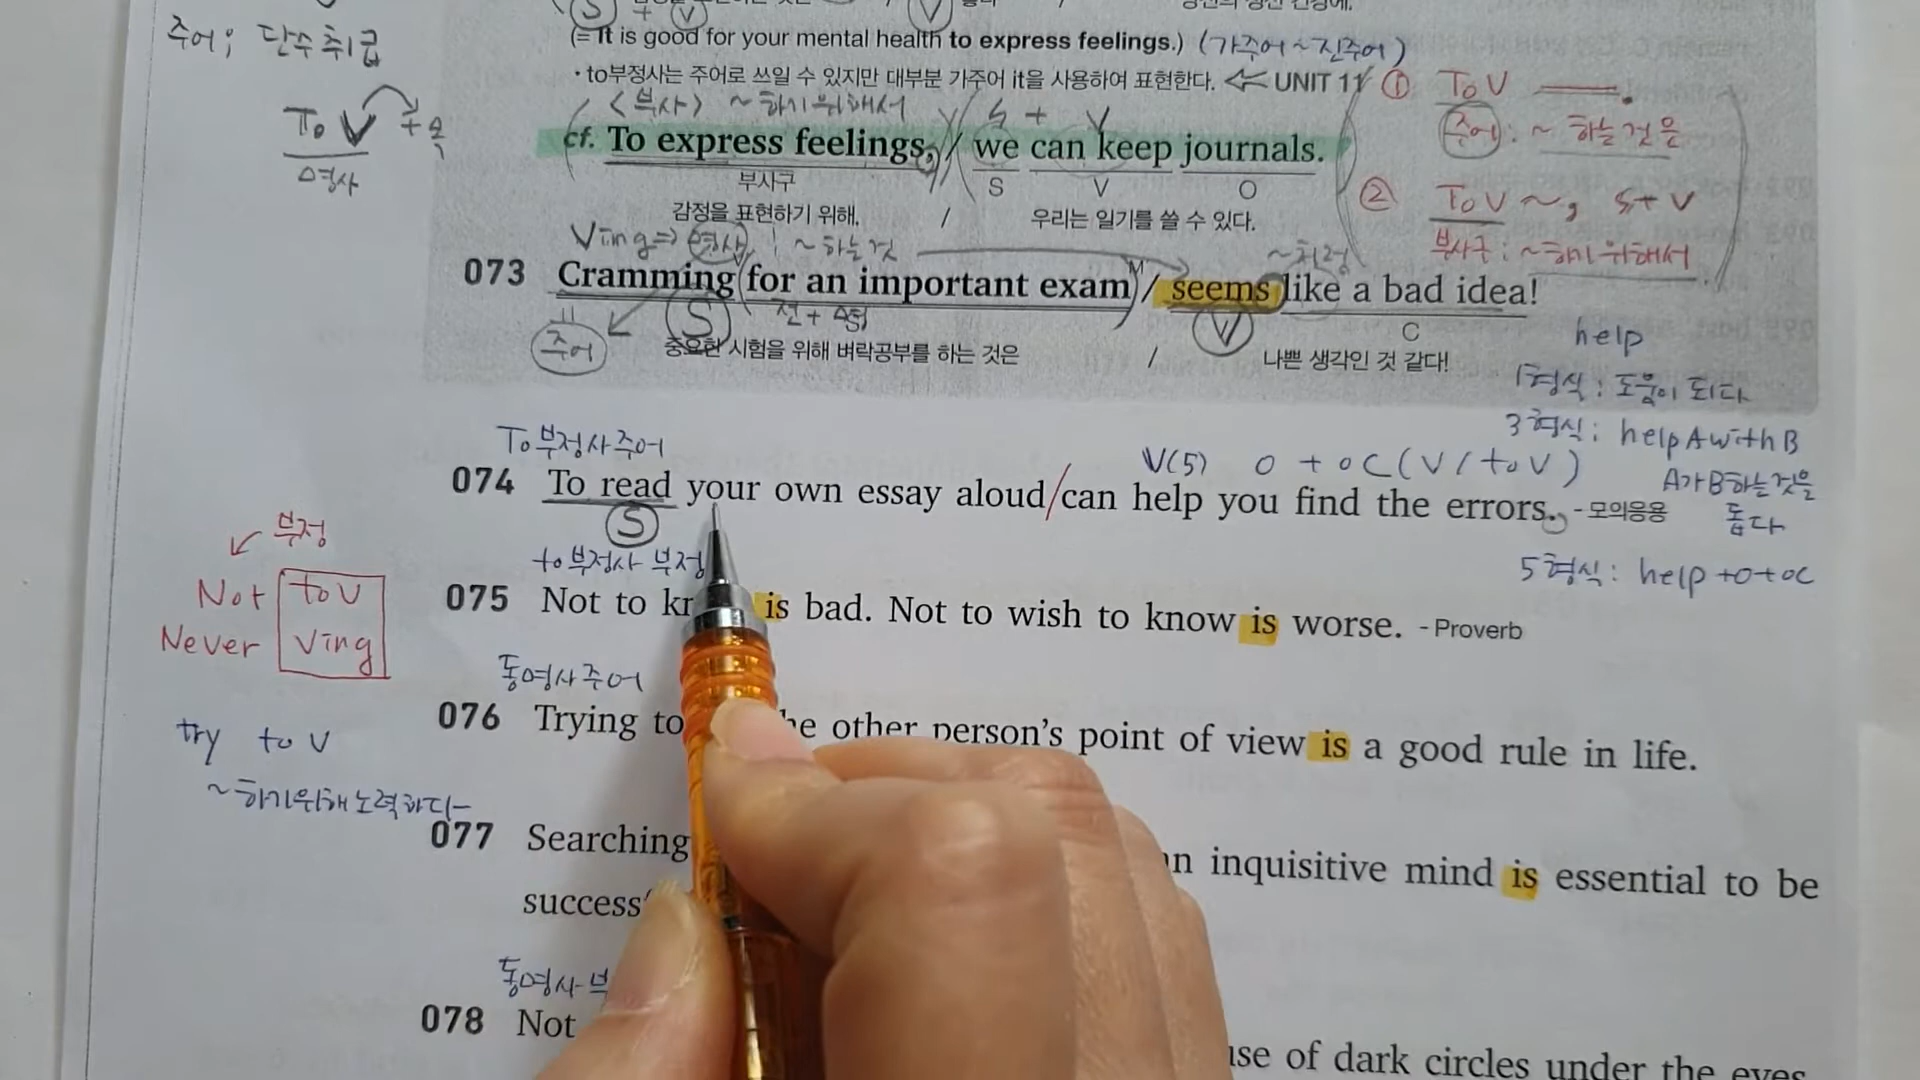 (S) + (V) (V)
(= It is good for your mental health to express feelings.) (가주어~진주어)
주어; 단수취급
• to부정사는 주어로 쓰일 수 있지만 대부분 가주어 it을 사용하여 표현한다. ⇐ UNIT 11
① To V .
주어: ~ 하는 것은
② To V ~, S+V
부사구: ~하기위해서
To V
명사
<부사> ~하기위해서 S + V
cf. To express feelings, / we can keep journals.
부사구 S V O
감정을 표현하기 위해, / 우리는 일기를 쓸 수 있다.
Ving ⇒ 명사 : ~하는 것 ~처럼
073 Cramming for an important exam / seems like a bad idea!
주어 S V C
중요한 시험을 위해 벼락공부를 하는 것은 / 나쁜 생각인 것 같다!
help
1형식: 도움이 되다
3형식: help A with B
A가 B하는 것을
돕다
5형식: help +o+oc
To부정사주어
V(5) O + OC (V / to V)
074 To read your own essay aloud / can help you find the errors. - 모의응용
S
부정
Not to V
Never Ving
to부정사 부정
075 Not to is bad. Not to wish to know is worse. - Proverb
동명사주어
076 Trying to other person's point of view is a good rule in life.
try to V
~하기위해노력하다
077 Searching inquisitive mind is essential to be
동명사
078 Not of dark circles under the eyes